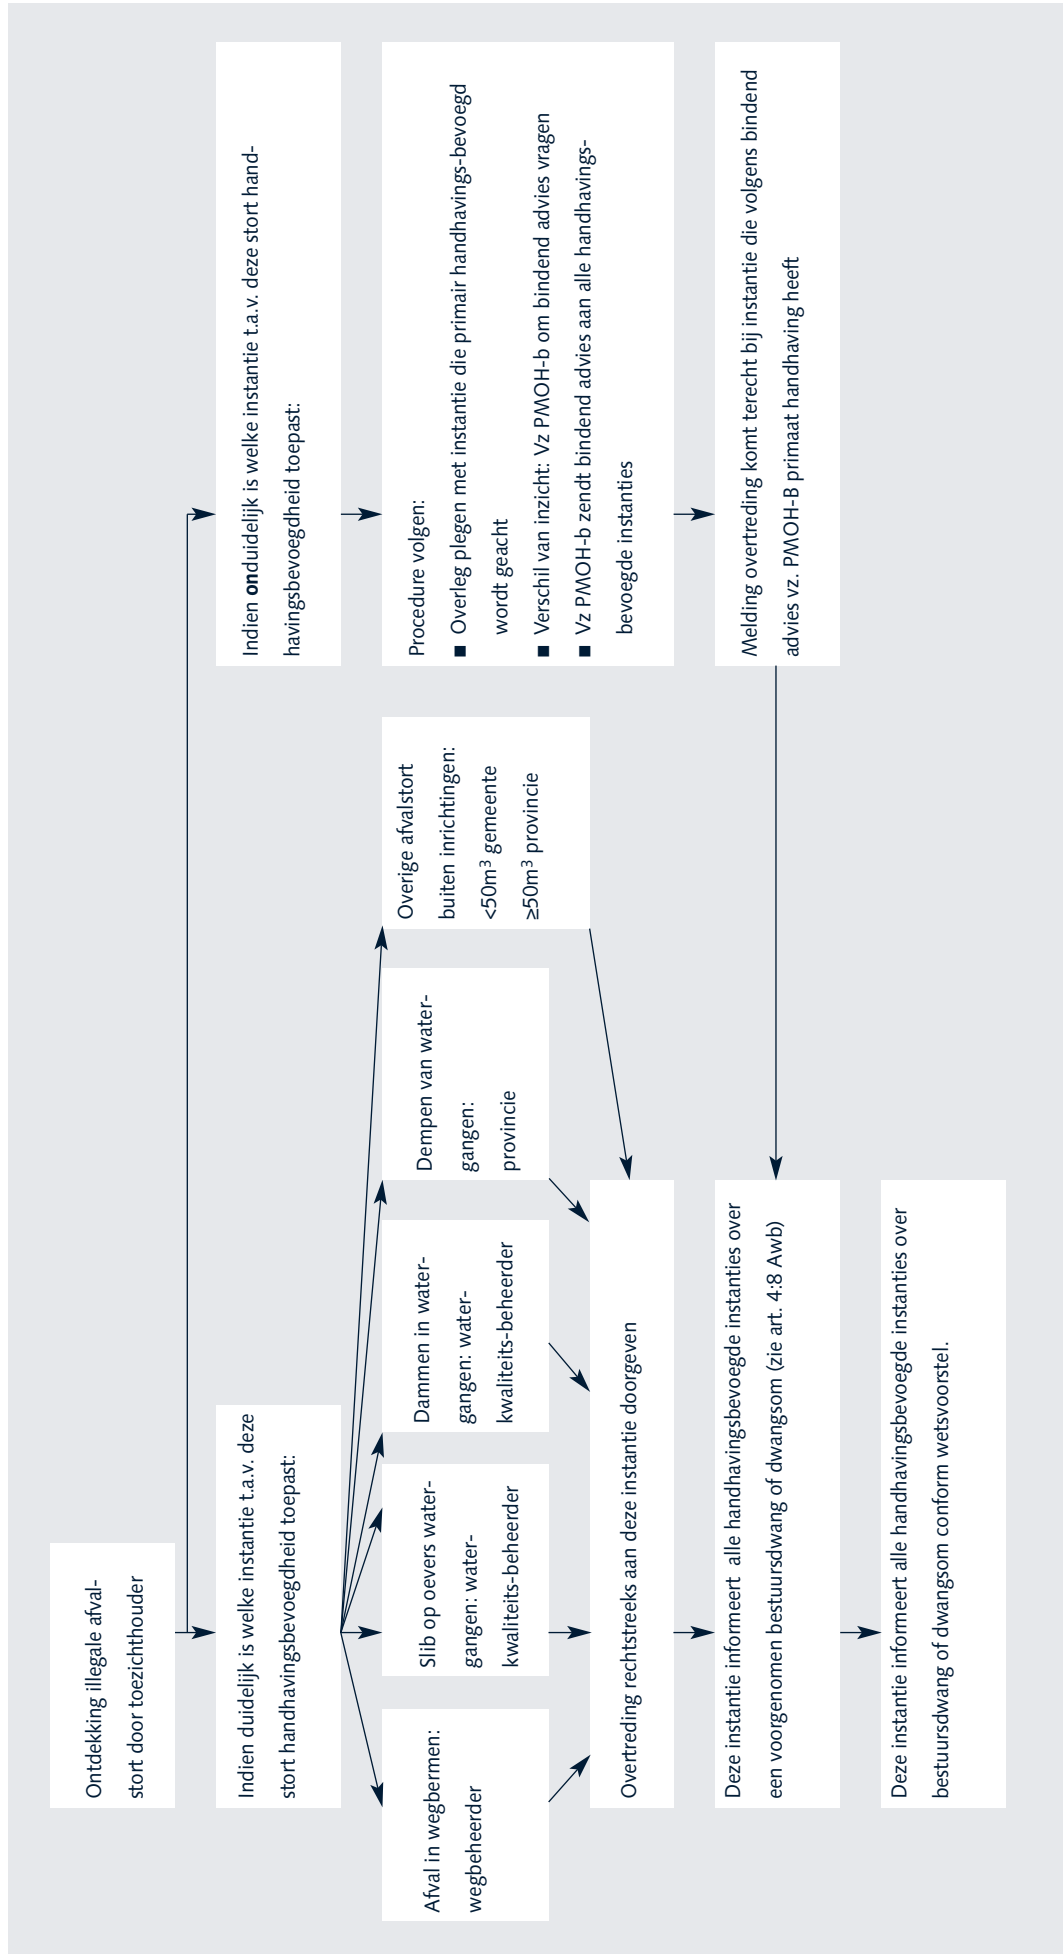 Ontdekking illegale afval-
stort door toezichthouder
Indien duidelijk is welke instantie t.a.v. deze
stort handhavingsbevoegdheid toepast:
Afval in wegbermen:
wegbeheerder
Slib op oevers water-
gangen: water-
kwaliteits-beheerder
Dammen in water-
gangen: water-
kwaliteits-beheerder
Dempen van water-
gangen:
provincie
Overige afvalstort
buiten inrichtingen:
<50m³ gemeente
≥50m³ provincie
Overtreding rechtstreeks aan deze instantie doorgeven
Deze instantie informeert alle handhavingsbevoegde instanties over
een voorgenomen bestuursdwang of dwangsom (zie art. 4:8 Awb)
Deze instantie informeert alle handhavingsbevoegde instanties over
bestuursdwang of dwangsom conform wetsvoorstel.
Indien onduidelijk is welke instantie t.a.v. deze stort hand-
havingsbevoegdheid toepast:
Procedure volgen:
■ Overleg plegen met instantie die primair handhavings-bevoegd
wordt geacht
■ Verschil van inzicht: Vz PMOH-b om bindend advies vragen
■ Vz PMOH-b zendt bindend advies aan alle handhavings-
bevoegde instanties
Melding overtreding komt terecht bij instantie die volgens bindend
advies vz. PMOH-B primaat handhaving heeft